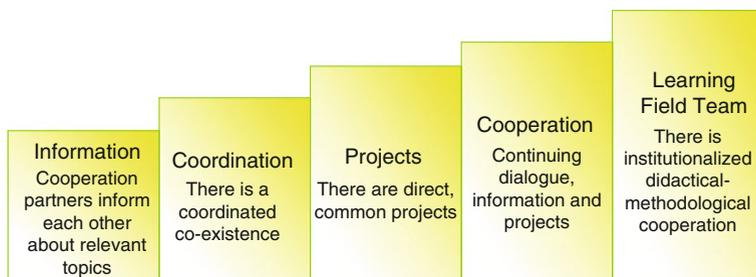 Information
Cooperation
partners inform
each other
about relevant
topics
Coordination
There is a
coordinated
co-existence
Projects
There are direct,
common projects
Cooperation
Continuing
dialogue,
information and
projects
Learning
Field Team
There is
institutionalized
didactical-
methodological
cooperation